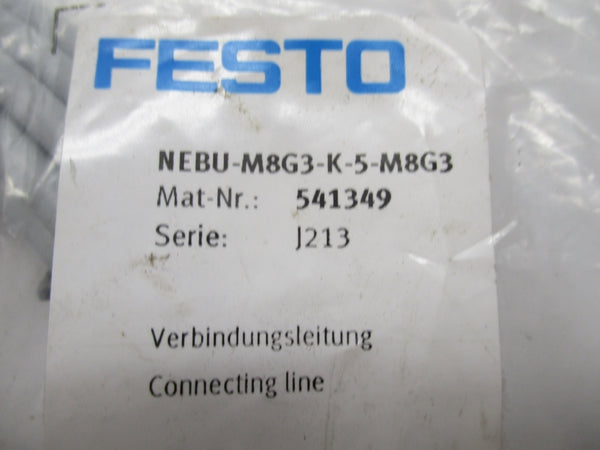 FESTO
NEBU-M8G3-K-5-M8G3
Mat-Nr.: 541349
Serie: J213
Verbindungsleitung
Connecting line